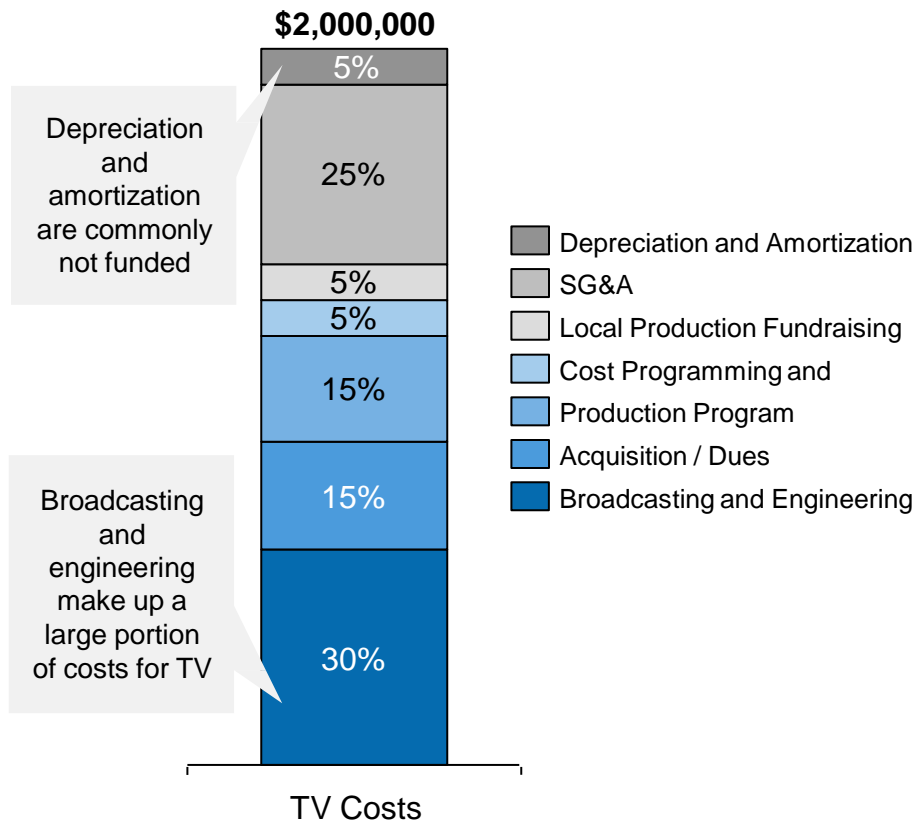 $2,000,000
5%
Depreciation
and
amortization
are commonly
not funded
25%
5%
5%
15%
15%
30%
Broadcasting
and
engineering
make up a
large portion
of costs for TV
Depreciation and Amortization
SG&A
Local Production Fundraising
Cost Programming and
Production Program
Acquisition / Dues
Broadcasting and Engineering
TV Costs